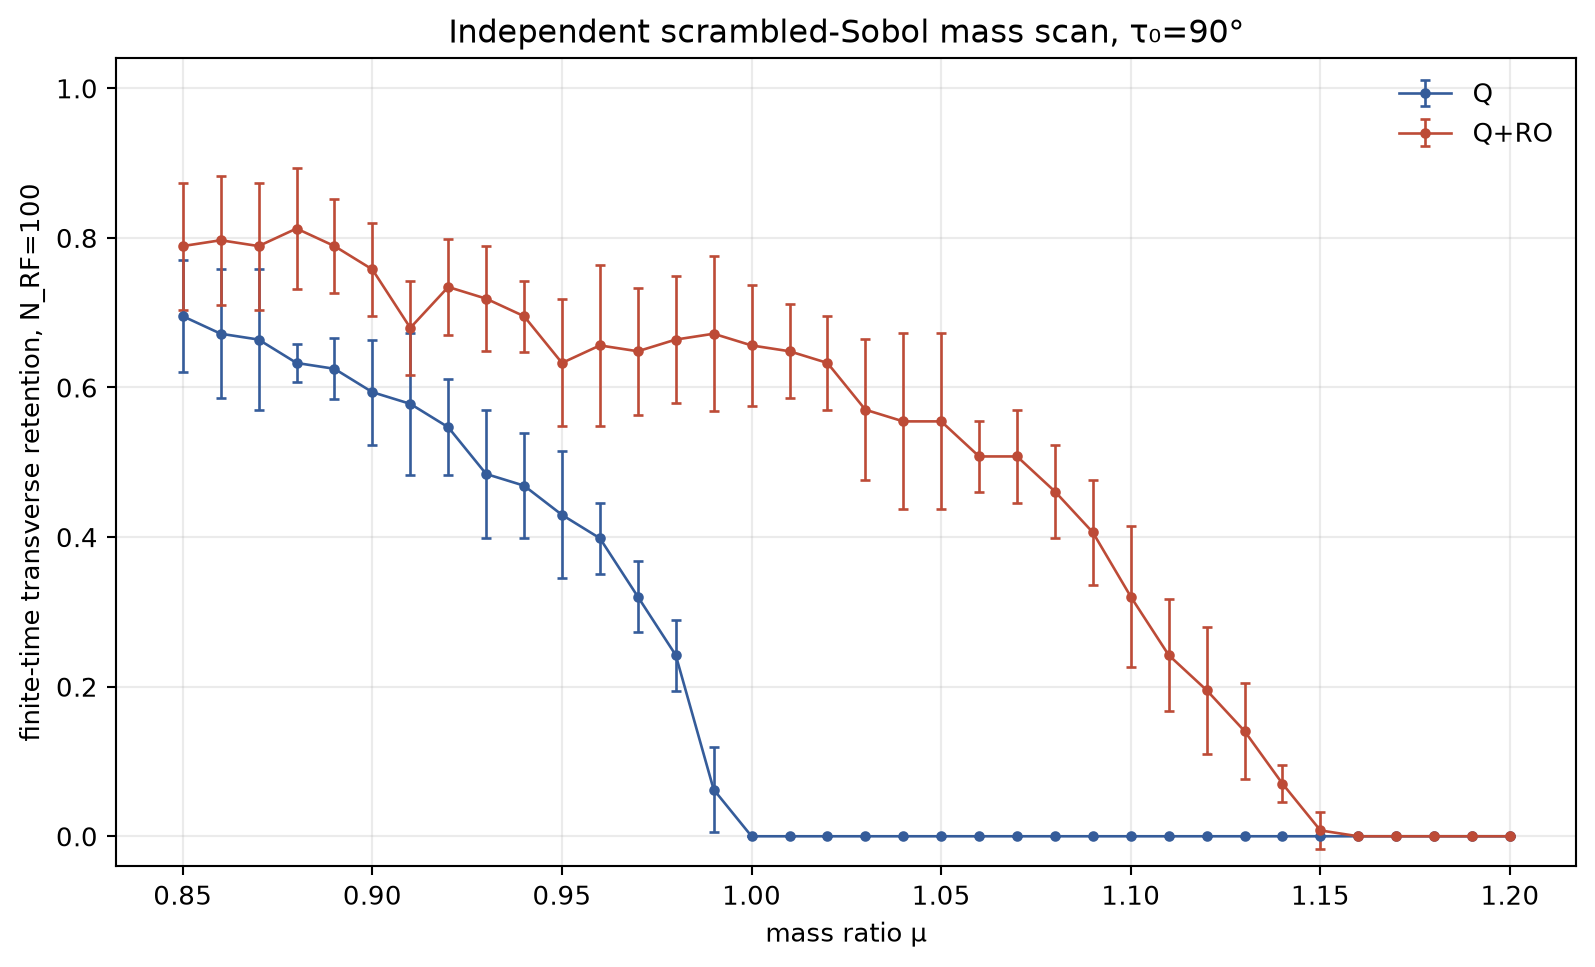 Independent scrambled-Sobol mass scan, τ₀=90°
Q
Q+RO
finite-time transverse retention, N_RF=100
1.0
0.8
0.6
0.4
0.2
0.0
0.85 0.90 0.95 1.00 1.05 1.10 1.15 1.20
mass ratio μ